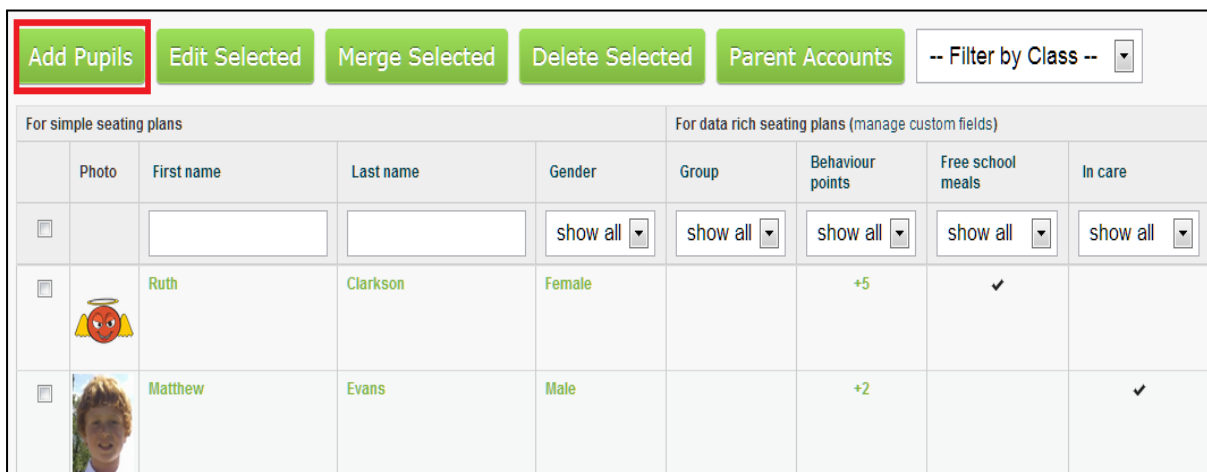 Add Pupils Edit Selected Merge Selected Delete Selected Parent Accounts -- Filter by Class --
For simple seating plans For data rich seating plans (manage custom fields)
Photo First name Last name Gender Group Behaviour points Free school meals In care
show all show all show all show all show all
Ruth Clarkson Female +5 ✔
Matthew Evans Male +2 ✔